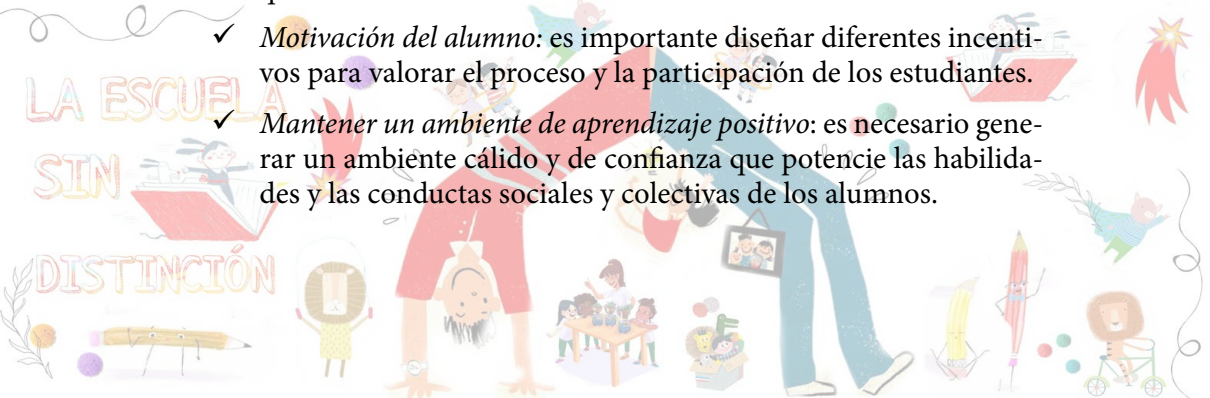 ✓ Motivación del alumno: es importante diseñar diferentes incenti-
vos para valorar el proceso y la participación de los estudiantes.
✓ Mantener un ambiente de aprendizaje positivo: es necesario gene-
rar un ambiente cálido y de confianza que potencie las habilida-
des y las conductas sociales y colectivas de los alumnos.
LA ESCUELA
SIN
DISTINCIÓN